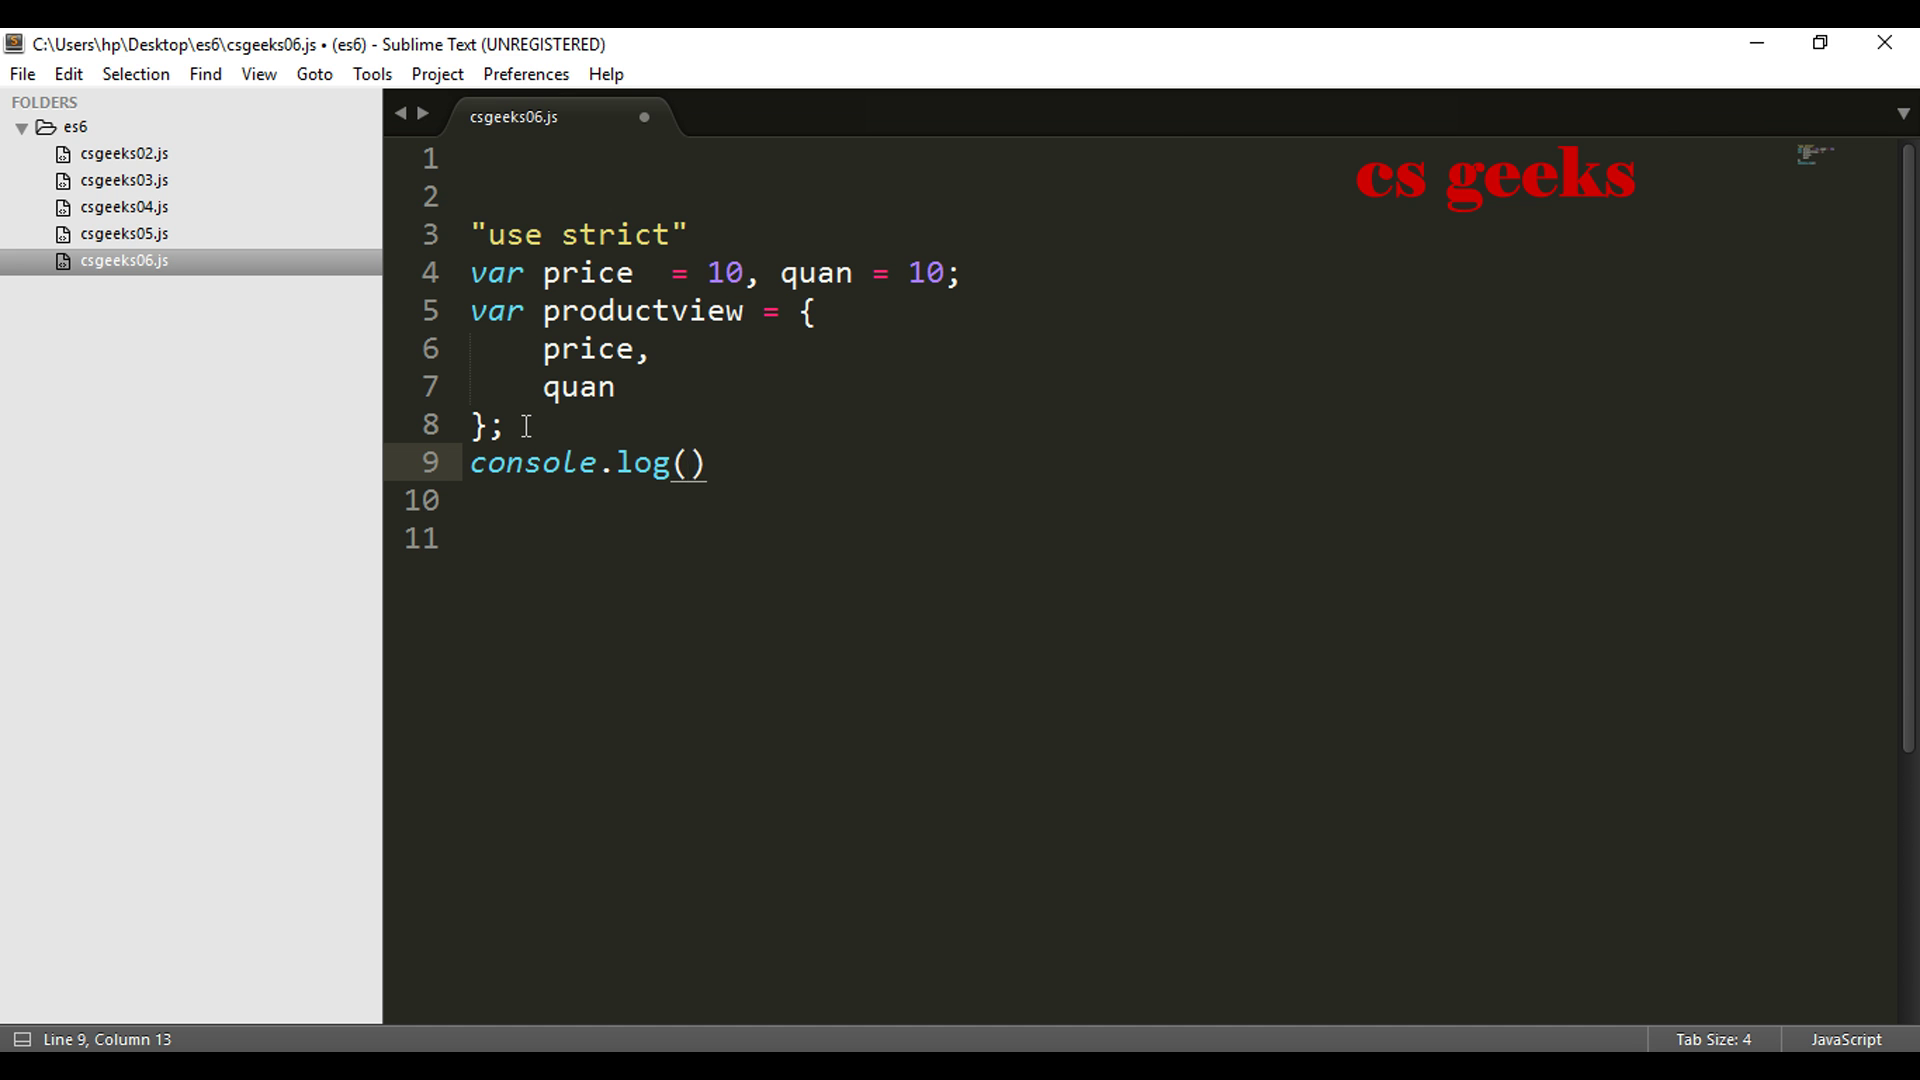 C:\Users\hp\Desktop\es6\csgeeks06.js • (es6) - Sublime Text (UNREGISTERED)
File Edit Selection Find View Goto Tools Project Preferences Help
FOLDERS
es6
csgeeks02.js
csgeeks03.js
csgeeks04.js
csgeeks05.js
csgeeks06.js
csgeeks06.js
cs geeks
1
2
3 "use strict"
4 var price  = 10, quan = 10;
5 var productview = {
6     price,
7     quan
8 };
9 console.log()
10
11
Line 9, Column 13
Tab Size: 4
JavaScript